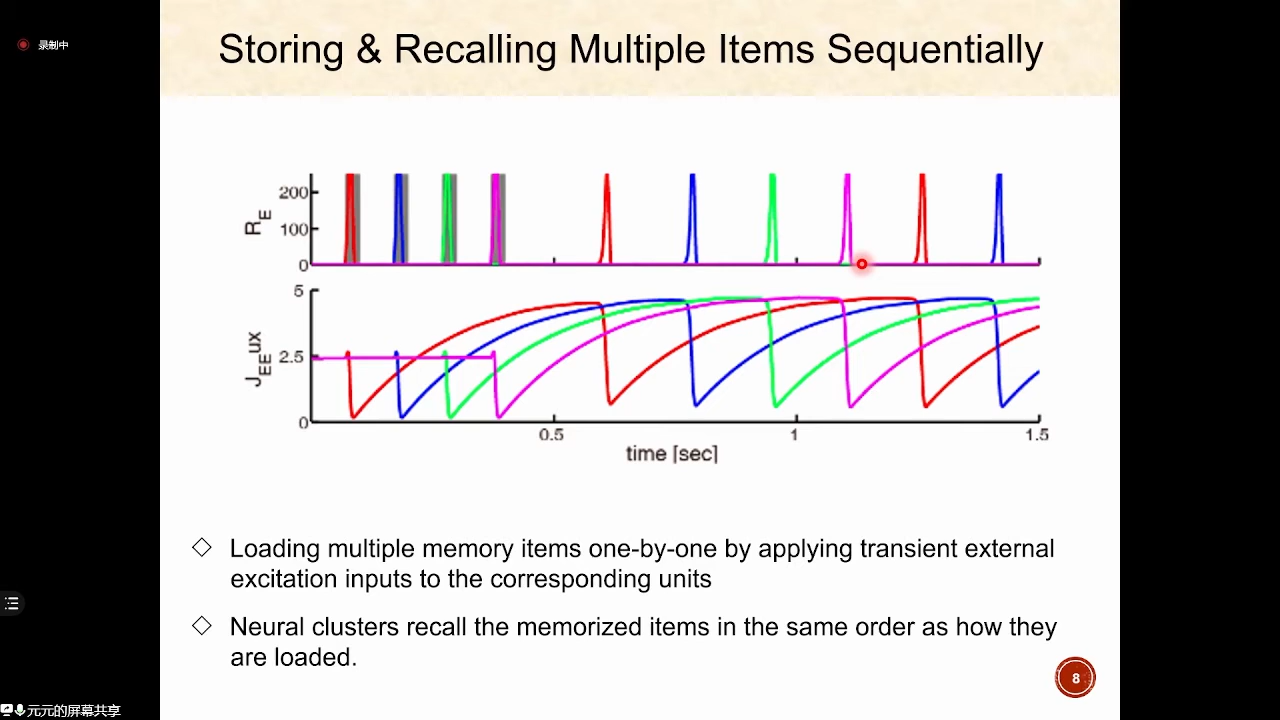 录制中
Storing & Recalling Multiple Items Sequentially
200
100
0
R_E
5
2.5
0
J_EE ux
0.5 1 1.5
time [sec]
◇ Loading multiple memory items one-by-one by applying transient external
excitation inputs to the corresponding units
◇ Neural clusters recall the memorized items in the same order as how they
are loaded.
8
元元的屏幕共享